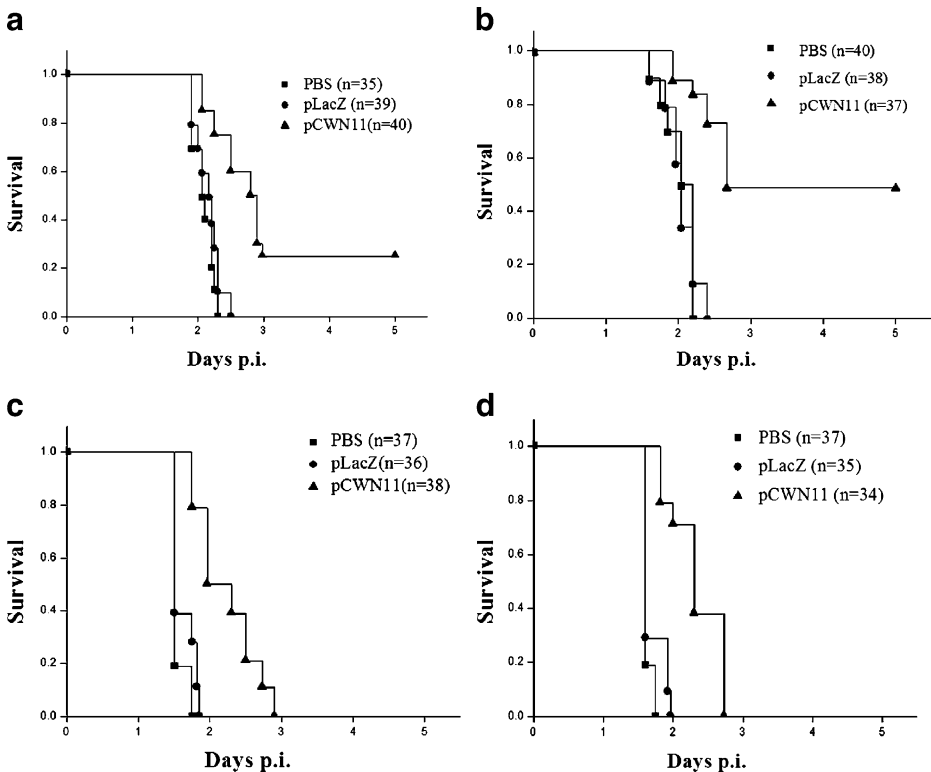 a
PBS (n=35)
pLacZ (n=39)
pCWN11(n=40)
1.0
0.8
0.6
0.4
0.2
0.0
Survival
0 1 2 3 4 5
Days p.i.
b
PBS (n=40)
pLacZ (n=38)
pCWN11 (n=37)
1.0
0.8
0.6
0.4
0.2
0.0
Survival
0 1 2 3 4 5
Days p.i.
c
PBS (n=37)
pLacZ(n=36)
pCWN11(n=38)
1.0
0.8
0.6
0.4
0.2
0.0
Survival
0 1 2 3 4 5
Days p.i.
d
PBS (n=37)
pLacZ (n=35)
pCWN11 (n=34)
1.0
0.8
0.6
0.4
0.2
0.0
Survival
0 1 2 3 4 5
Days p.i.